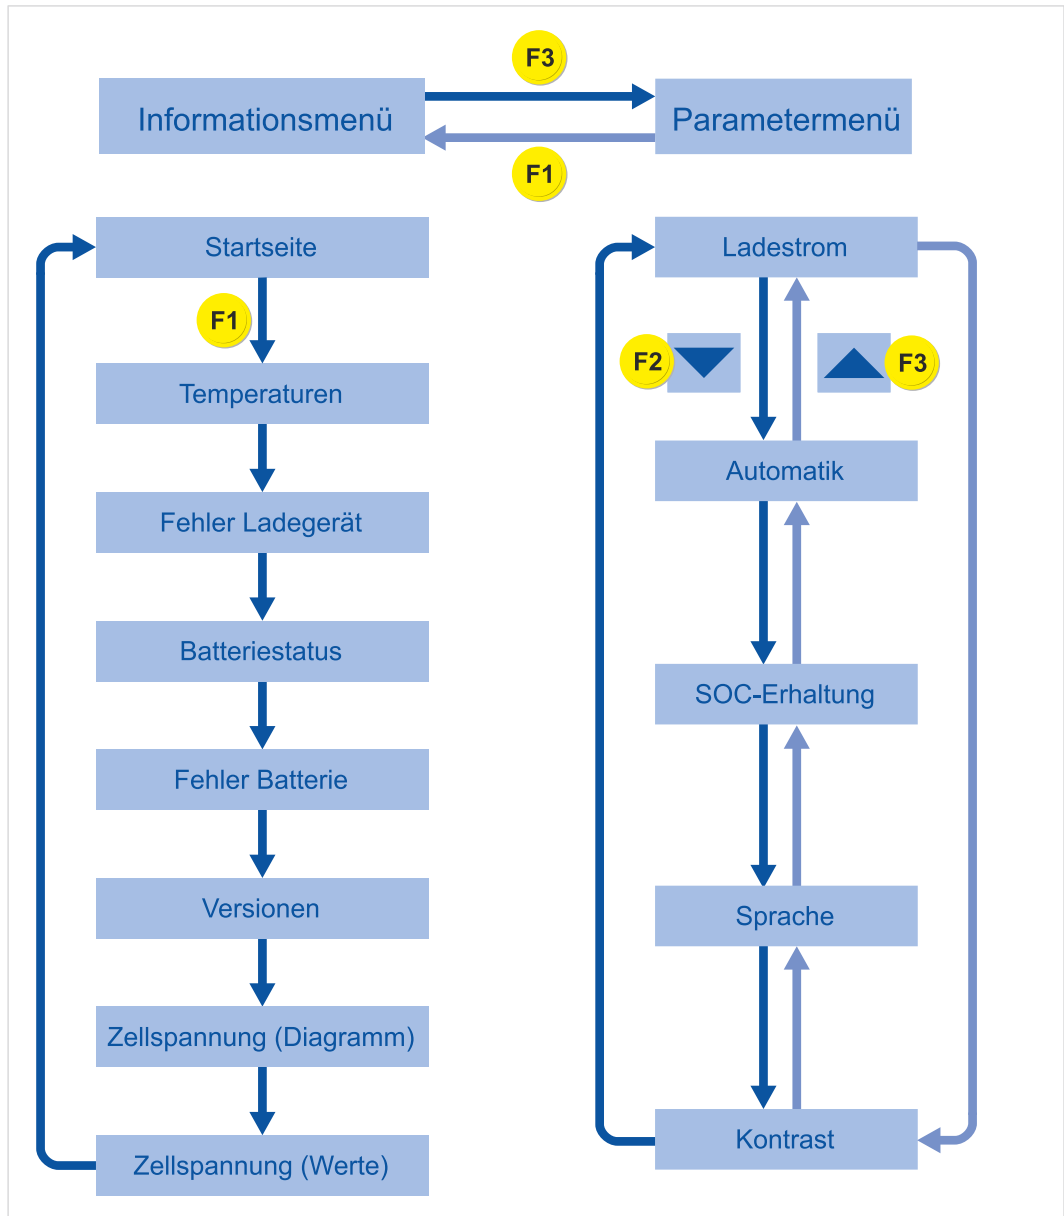 F3
Informationsmenü
Parametermenü
F1
Startseite
F1
Temperaturen
Fehler Ladegerät
Batteriestatus
Fehler Batterie
Versionen
Zellspannung (Diagramm)
Zellspannung (Werte)
Ladestrom
F2
F3
Automatik
SOC-Erhaltung
Sprache
Kontrast